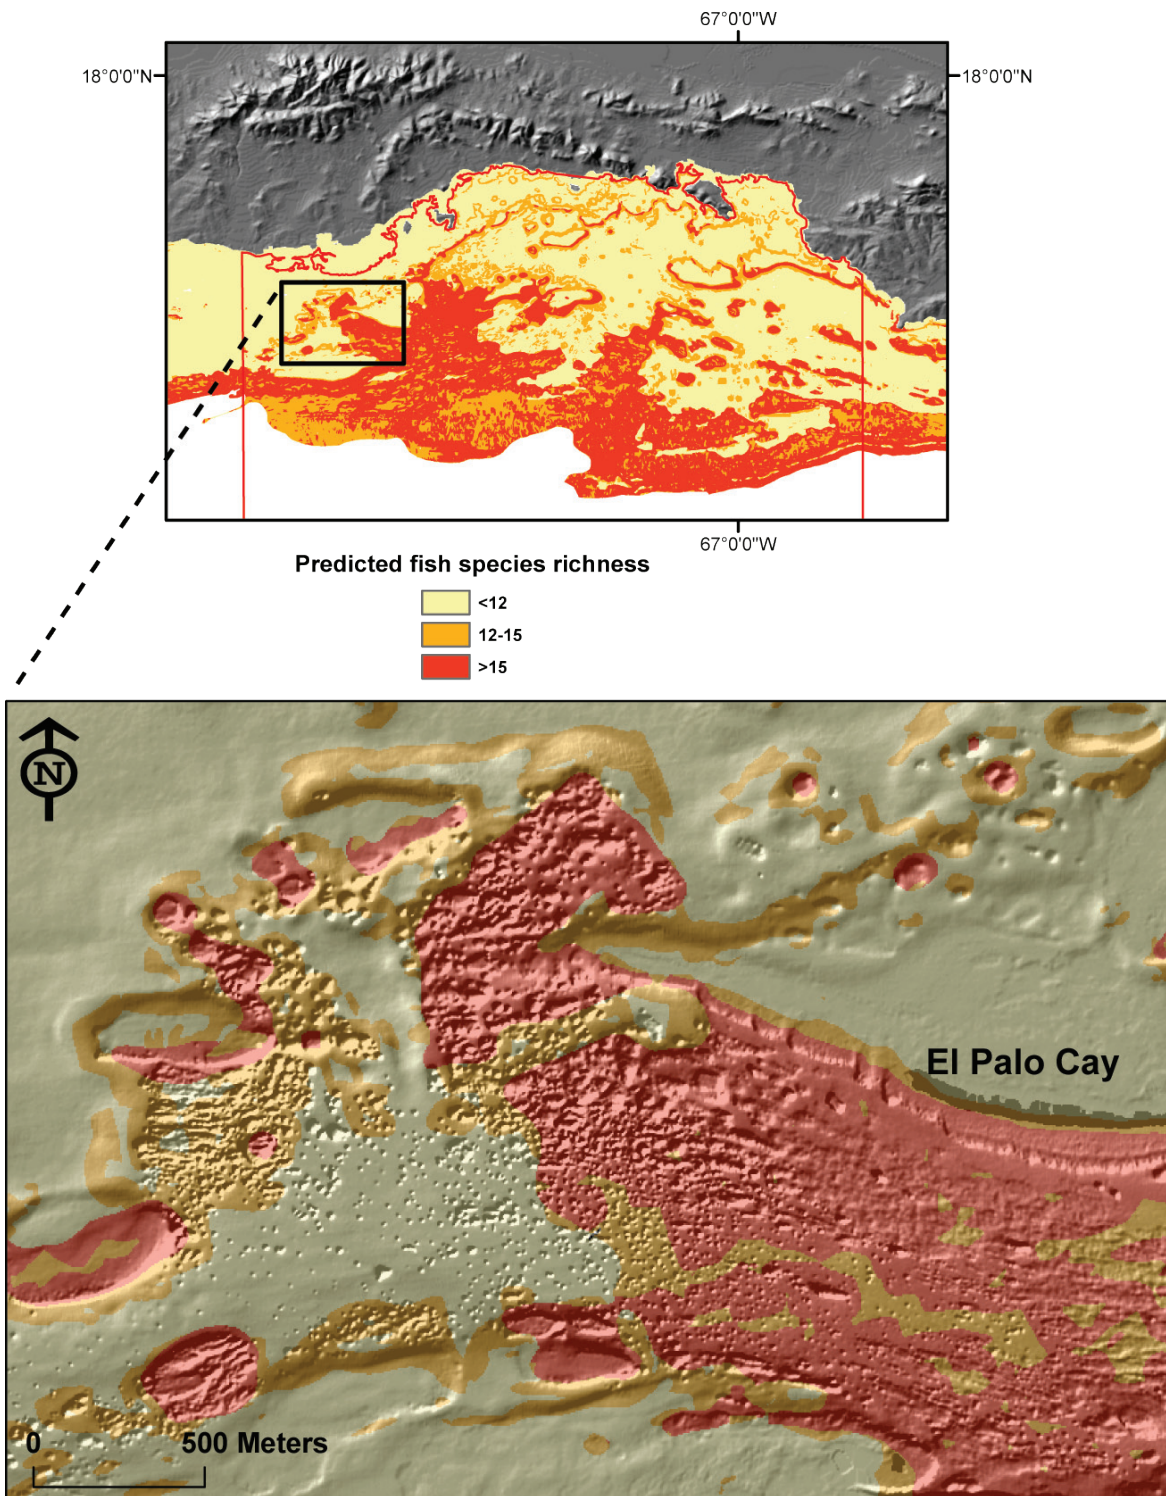 67°0'0"W
18°0'0"N
18°0'0"N
67°0'0"W
Predicted fish species richness
<12
12-15
>15
N
El Palo Cay
0 500 Meters